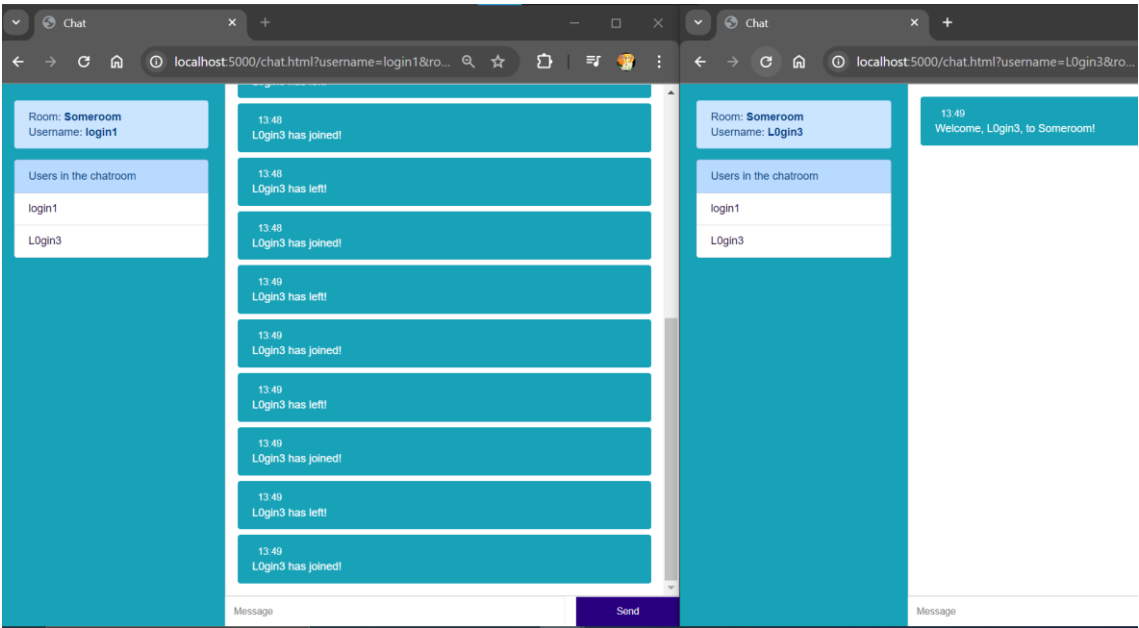 Chat
localhost:5000/chat.html?username=login1&ro...
Room: Someroom
Username: login1
Users in the chatroom
login1
L0gin3
13:48
L0gin3 has joined!
13:48
L0gin3 has left!
13:48
L0gin3 has joined!
13:49
L0gin3 has left!
13:49
L0gin3 has joined!
13:49
L0gin3 has left!
13:49
L0gin3 has joined!
13:49
L0gin3 has left!
13:49
L0gin3 has joined!
Message
Send
Chat
localhost:5000/chat.html?username=L0gin3&ro...
Room: Someroom
Username: L0gin3
Users in the chatroom
login1
L0gin3
13:49
Welcome, L0gin3, to Someroom!
Message